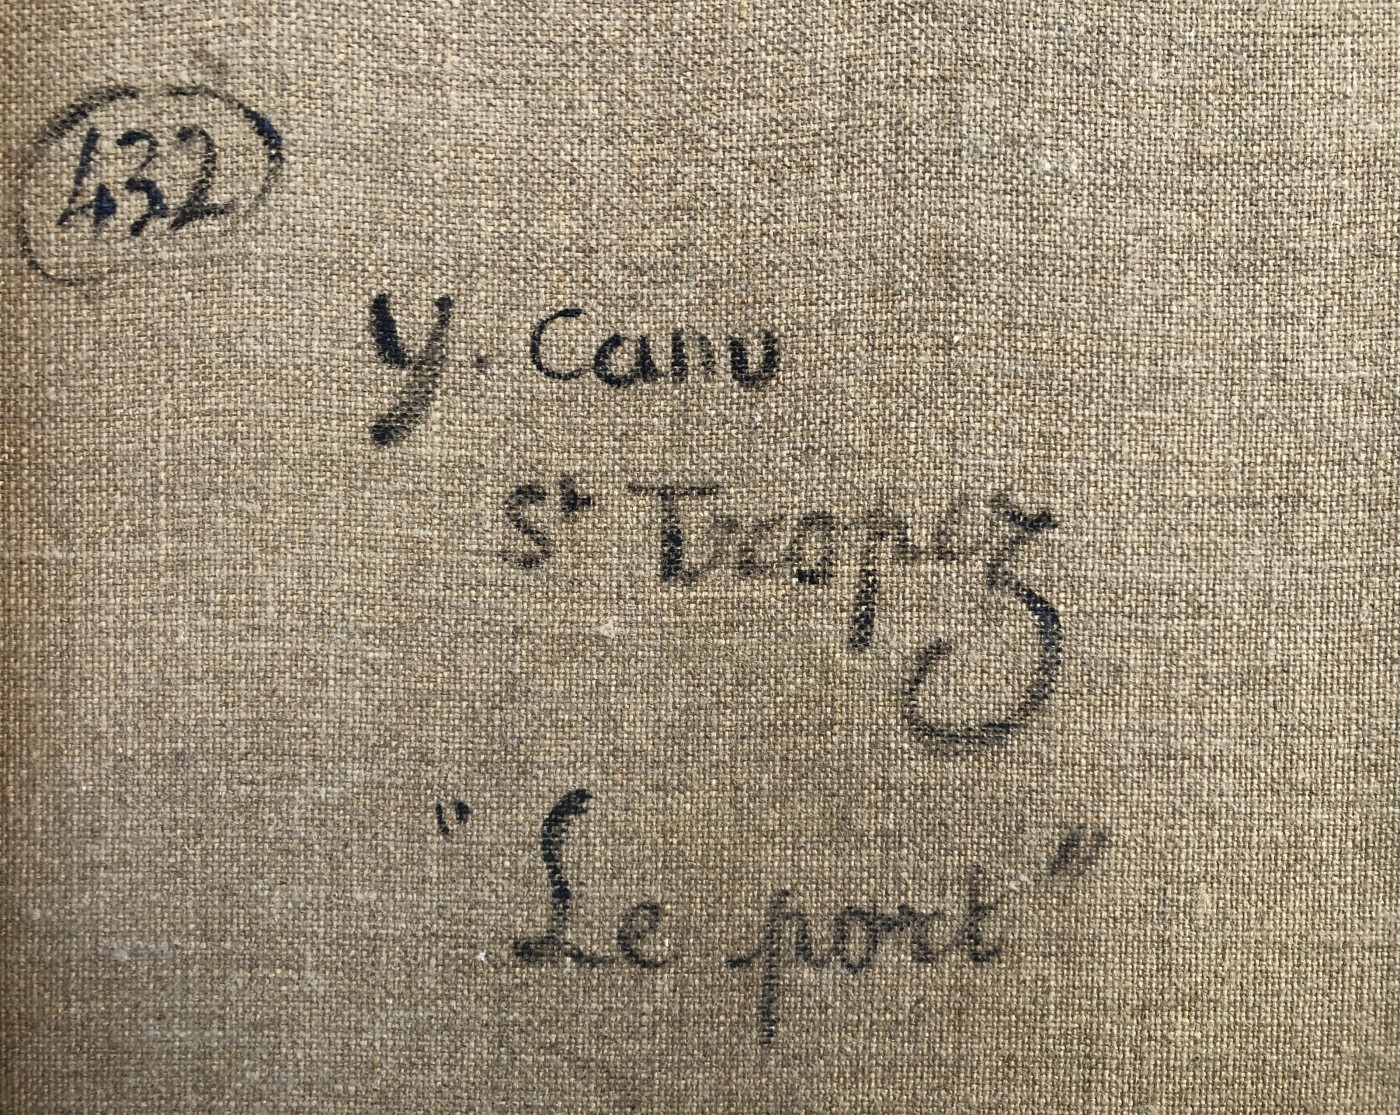 432
Y. Canu
St Tropez
"Le port"